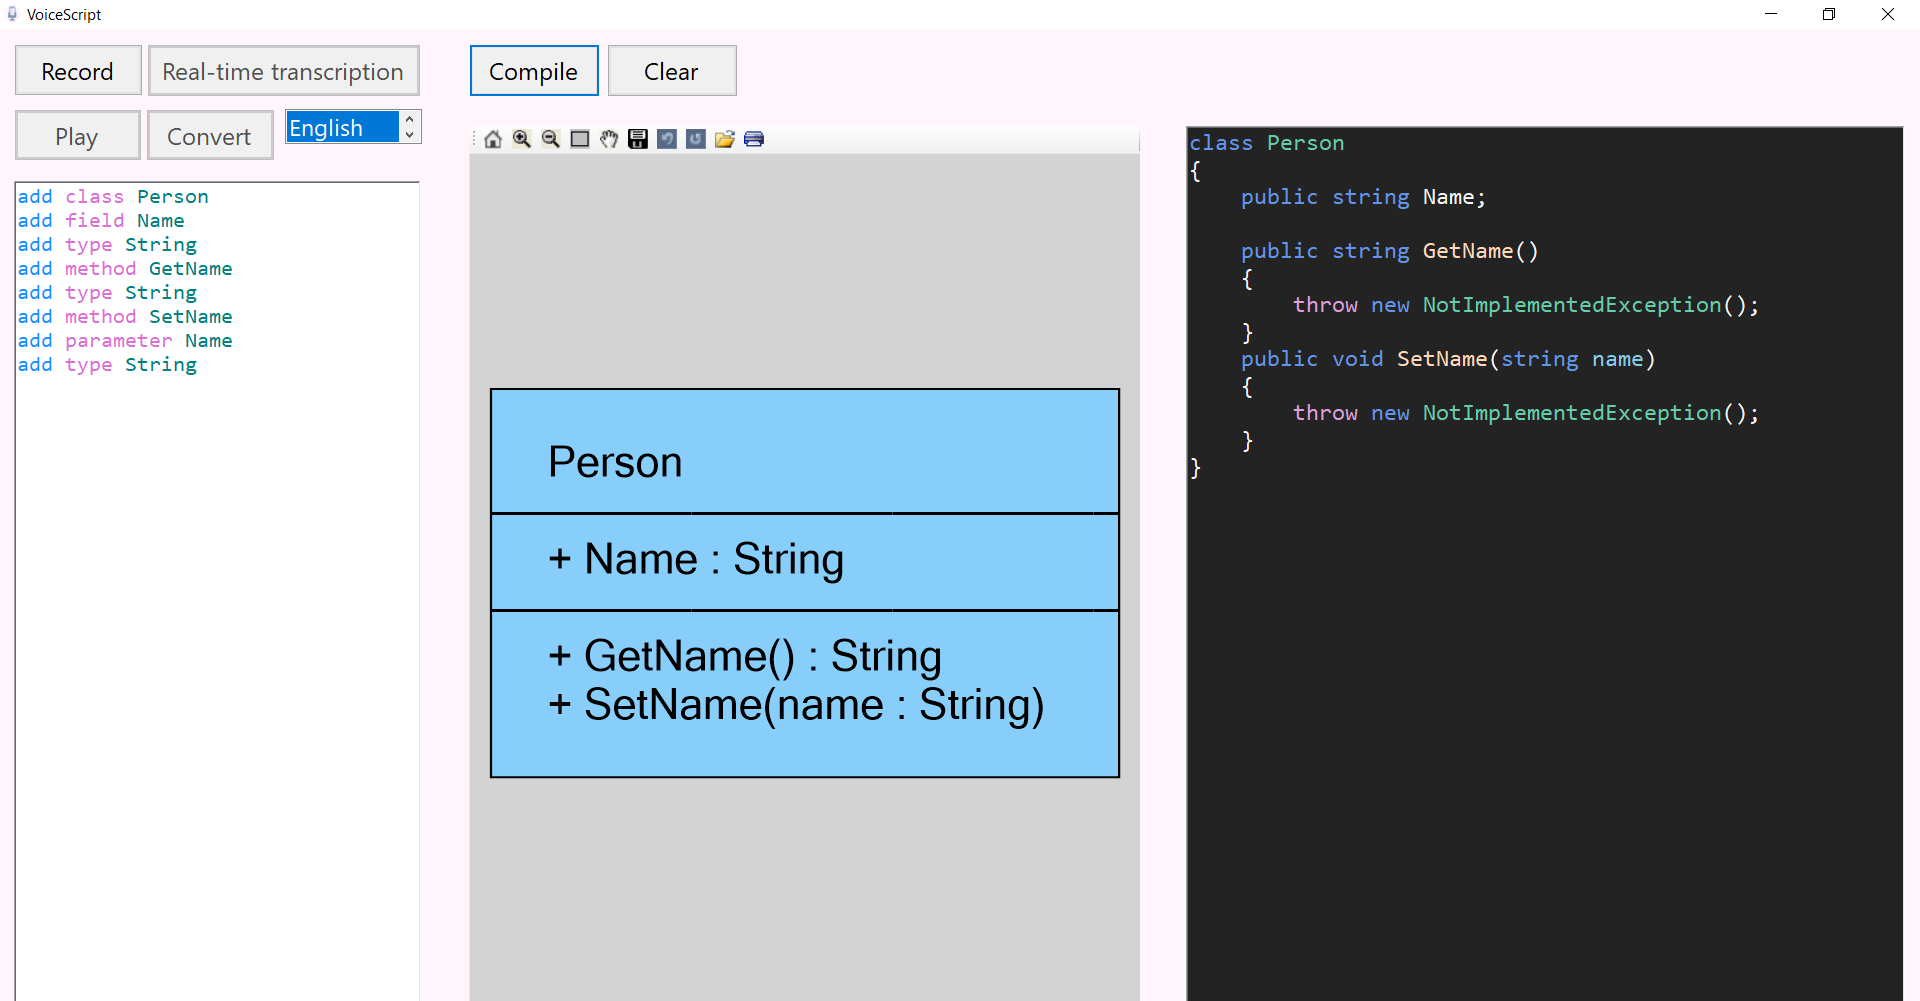 VoiceScript
Record
Real-time transcription
Compile
Clear
Play
Convert
English
add class Person
add field Name
add type String
add method GetName
add type String
add method SetName
add parameter Name
add type String
Person
+ Name : String
+ GetName() : String
+ SetName(name : String)
class Person
{
    public string Name;

    public string GetName()
    {
        throw new NotImplementedException();
    }
    public void SetName(string name)
    {
        throw new NotImplementedException();
    }
}